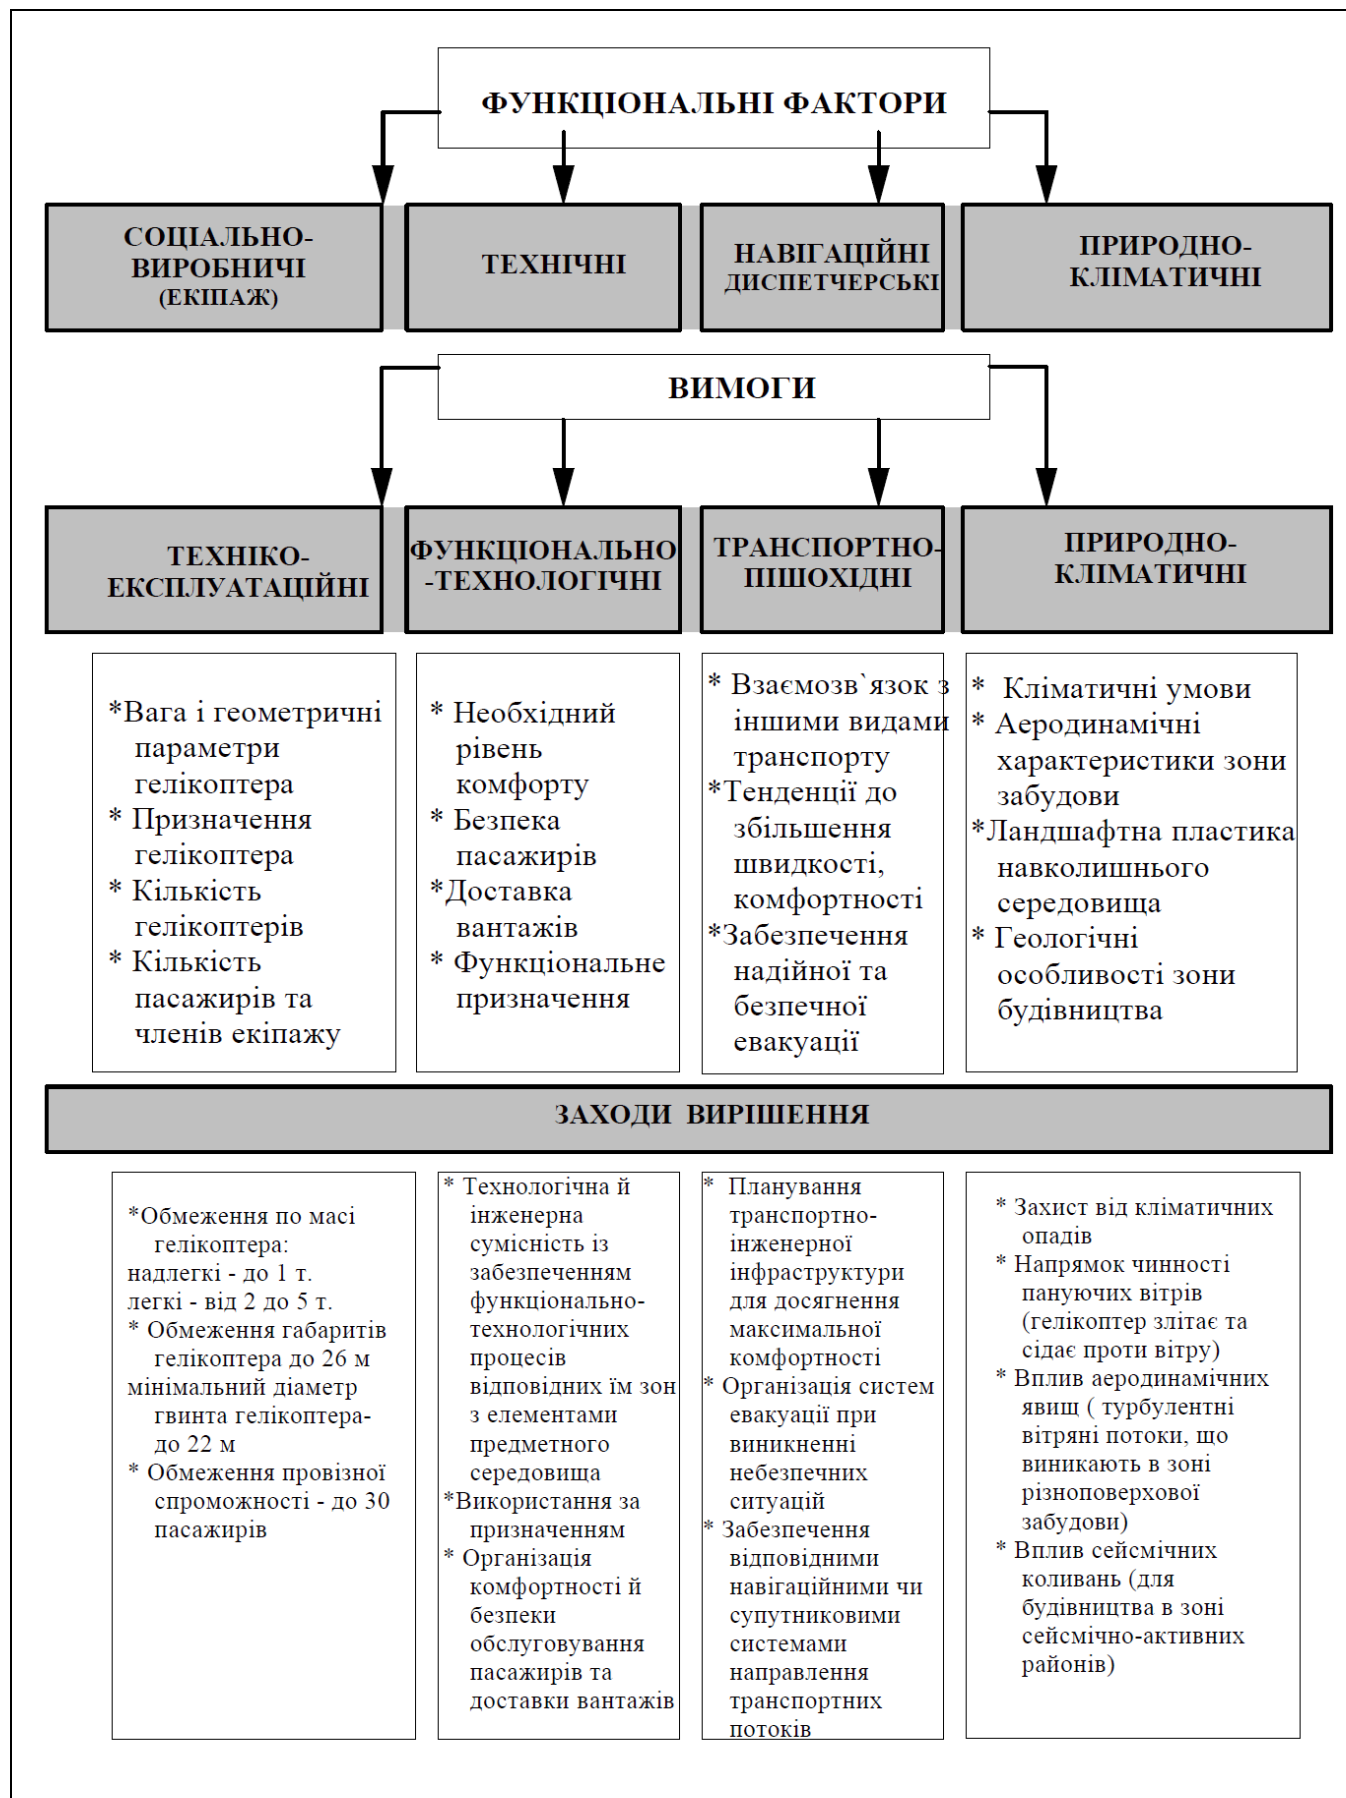 ФУНКЦІОНАЛЬНІ ФАКТОРИ
СОЦІАЛЬНО-
ВИРОБНИЧІ
(ЕКІПАЖ)
ТЕХНІЧНІ
НАВІГАЦІЙНІ
ДИСПЕТЧЕРСЬКІ
ПРИРОДНО-
КЛІМАТИЧНІ
ВИМОГИ
ТЕХНІКО-
ЕКСПЛУАТАЦІЙНІ
ФУНКЦІОНАЛЬНО
-ТЕХНОЛОГІЧНІ
ТРАНСПОРТНО-
ПІШОХІДНІ
ПРИРОДНО-
КЛІМАТИЧНІ
*Вага і геометричні
параметри
гелікоптера
* Призначення
гелікоптера
* Кількість
гелікоптерів
* Кількість
пасажирів та
членів екіпажу
* Необхідний
рівень
комфорту
* Безпека
пасажирів
*Доставка
вантажів
* Функціональне
призначення
* Взаємозв`язок з
іншими видами
транспорту
*Тенденції до
збільшення
швидкості,
комфортності
*Забезпечення
надійної та
безпечної
евакуації
* Кліматичні умови
* Аеродинамічні
характеристики зони
забудови
*Ландшафтна пластика
навколишнього
середовища
* Геологічні
особливості зони
будівництва
ЗАХОДИ ВИРІШЕННЯ
*Обмеження по масі
гелікоптера:
надлегкі - до 1 т.
легкі - від 2 до 5 т.
* Обмеження габаритів
гелікоптера до 26 м
мінімальний діаметр
гвинта гелікоптера-
до 22 м
* Обмеження провізної
спроможності - до 30
пасажирів
* Технологічна й
інженерна
сумісність із
забезпеченням
функціонально-
технологічних
процесів
відповідних їм зон
з елементами
предметного
середовища
*Використання за
призначенням
* Організація
комфортності й
безпеки
обслуговування
пасажирів та
доставки вантажів
* Планування
транспортно-
інженерної
інфраструктури
для досягнення
максимальної
комфортності
* Організація систем
евакуації при
виникненні
небезпечних
ситуацій
* Забезпечення
відповідними
навігаційними чи
супутниковими
системами
направлення
транспортних
потоків
* Захист від кліматичних
опадів
* Напрямок чинності
пануючих вітрів
(гелікоптер злітає та
сідає проти вітру)
* Вплив аеродинамічних
явищ ( турбулентні
вітряні потоки, що
виникають в зоні
різноповерхової
забудови)
* Вплив сейсмічних
коливань (для
будівництва в зоні
сейсмічно-активних
районів)